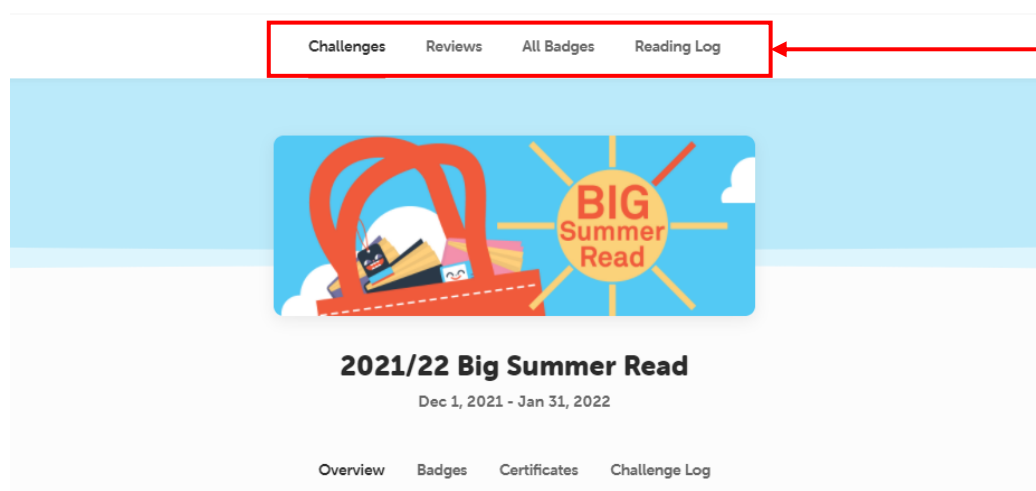 Challenges Reviews All Badges Reading Log
BIG
Summer
Read
2021/22 Big Summer Read
Dec 1, 2021 - Jan 31, 2022
Overview Badges Certificates Challenge Log